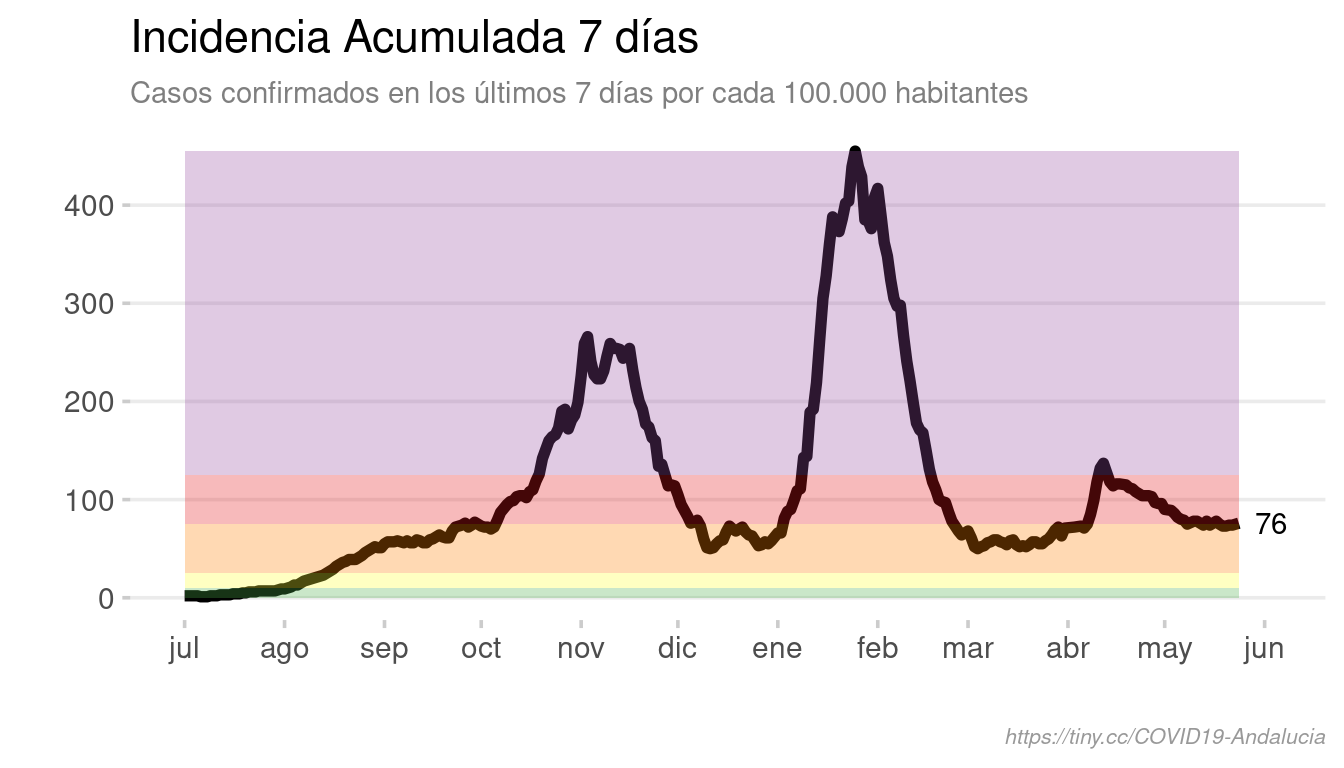 Incidencia Acumulada 7 días
Casos confirmados en los últimos 7 días por cada 100.000 habitantes
400
300
200
100
0
76
jul ago sep oct nov dic ene feb mar abr may jun
https://tiny.cc/COVID19-Andalucia